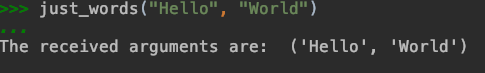 >>> just_words("Hello", "World")
...
The received arguments are:  ('Hello', 'World')